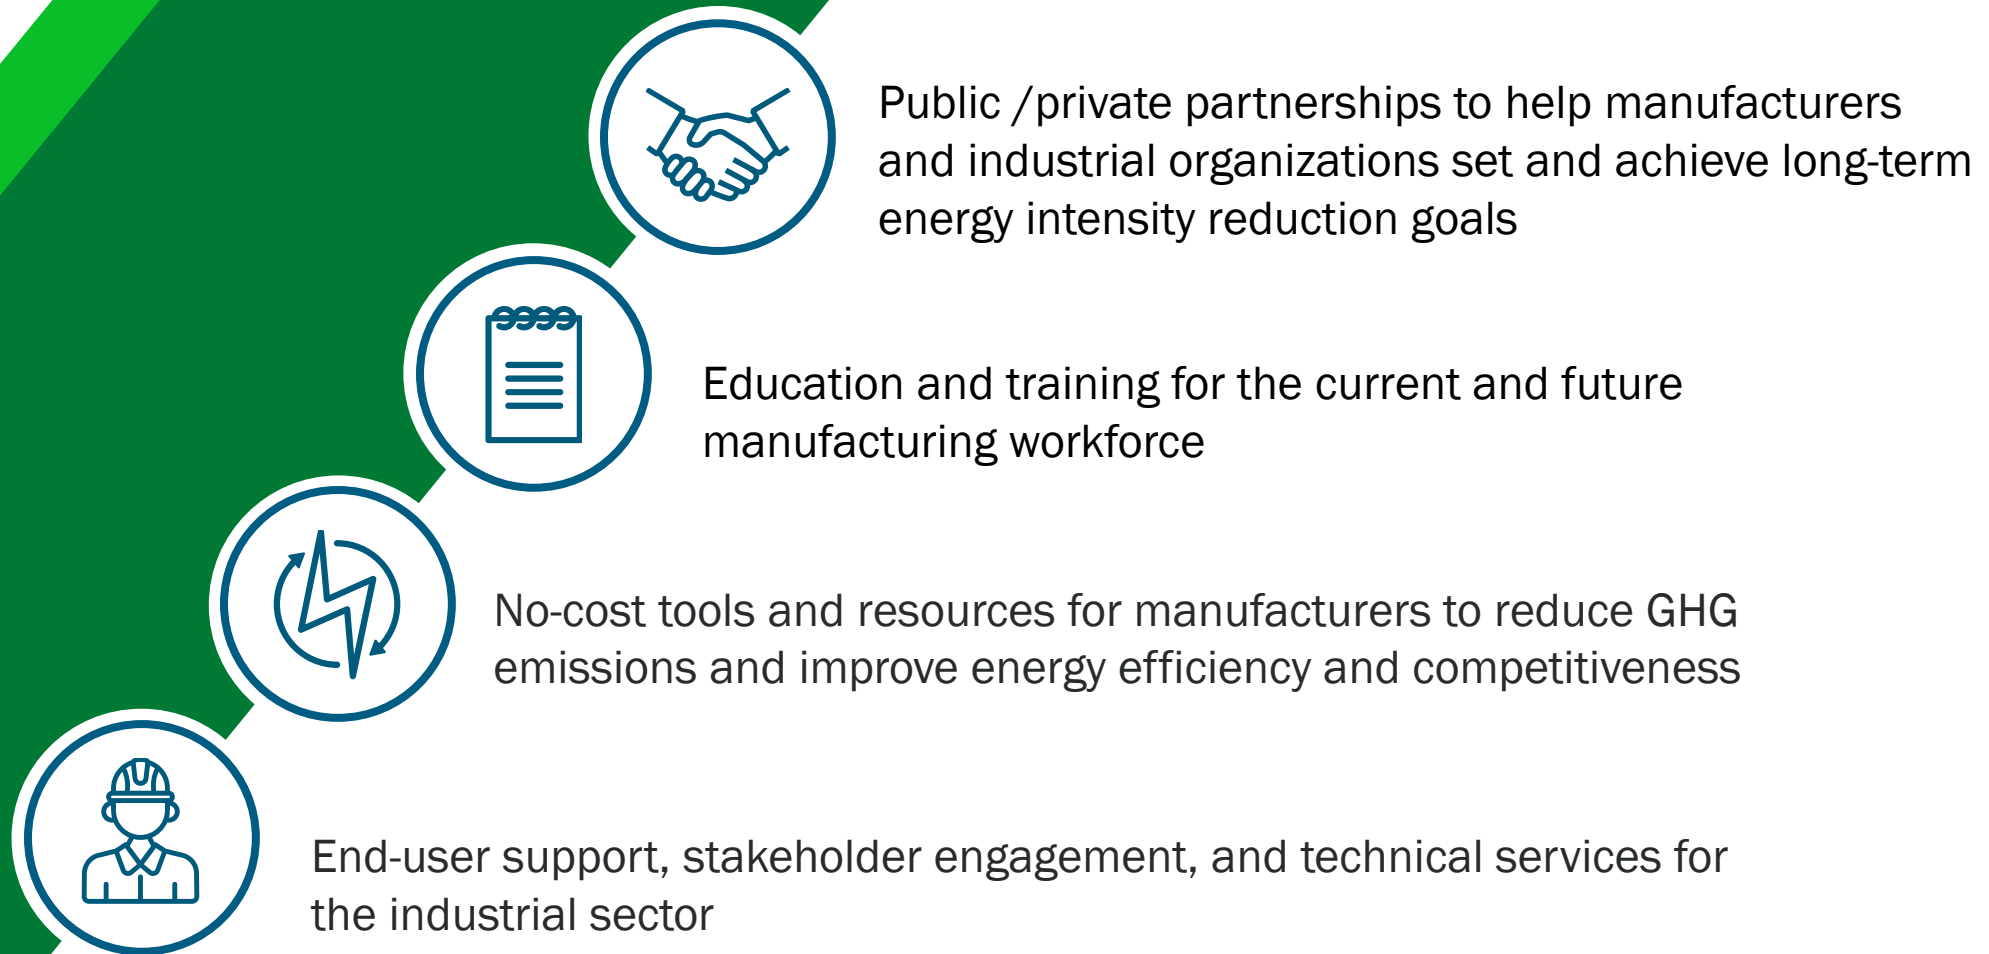 Public /private partnerships to help manufacturers
and industrial organizations set and achieve long-term
energy intensity reduction goals
Education and training for the current and future
manufacturing workforce
No-cost tools and resources for manufacturers to reduce GHG
emissions and improve energy efficiency and competitiveness
End-user support, stakeholder engagement, and technical services for
the industrial sector